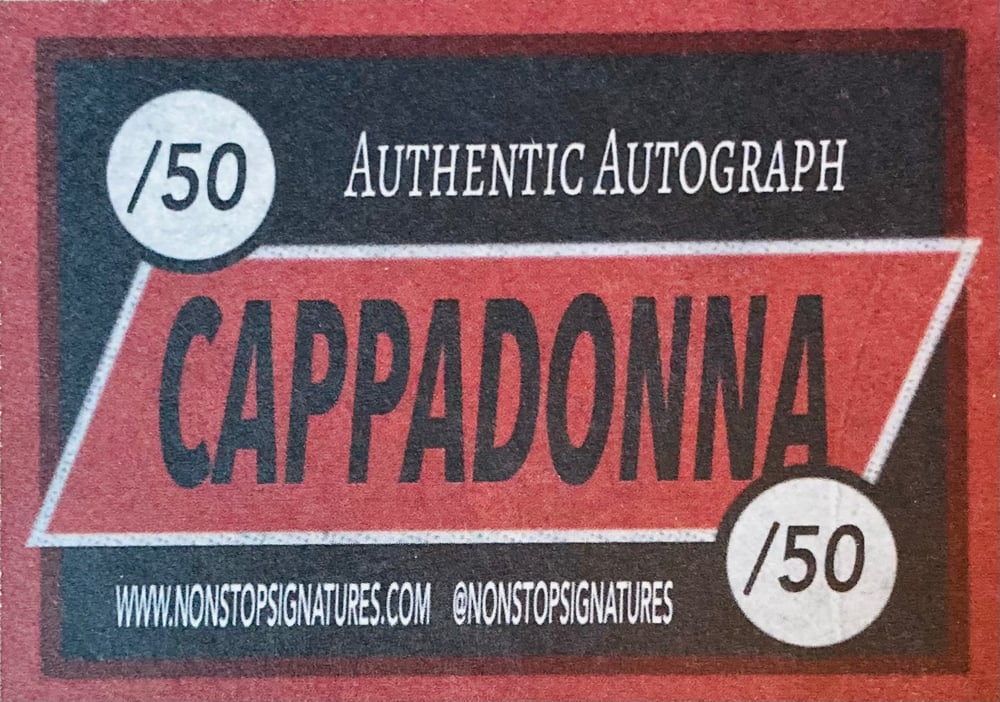 /50
AUTHENTIC AUTOGRAPH
CAPPADONNA
/50
WWW.NONSTOPSIGNATURES.COM @NONSTOPSIGNATURES